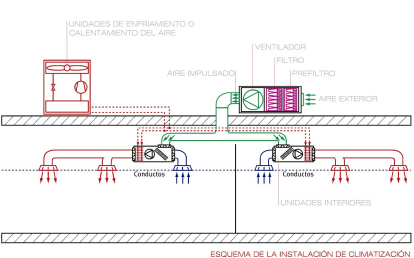 UNIDADES DE ENFRIAMIENTO O
CALENTAMIENTO DEL AIRE
VENTILADOR
FILTRO
AIRE IMPULSADO
PREFILTRO
AIRE EXTERIOR
Conductos
Conductos
UNIDADES INTERIORES
ESQUEMA DE LA INSTALACIÓN DE CLIMATIZACIÓN